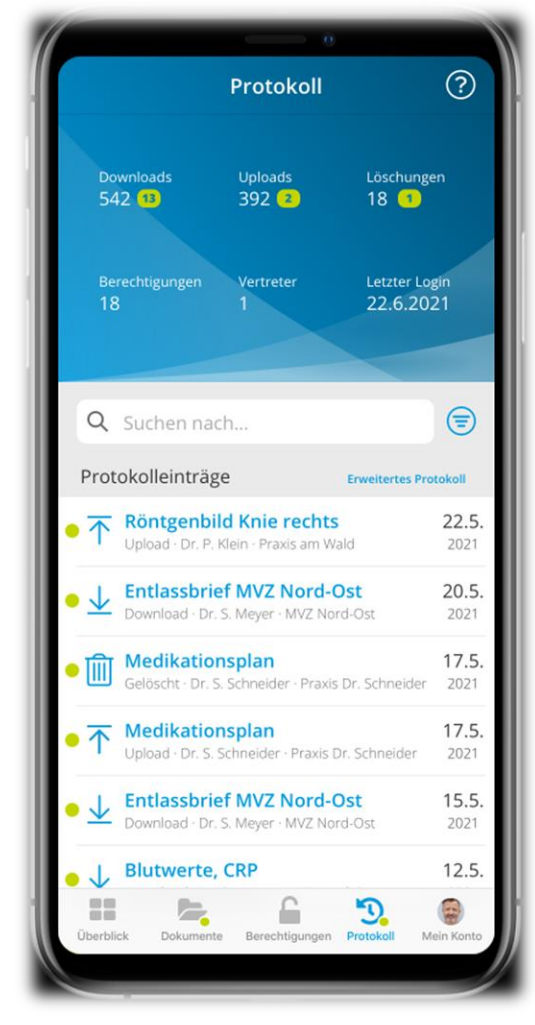 Protokoll
?
Downloads
542 13
Uploads
392 2
Löschungen
18 1
Berechtigungen
18
Vertreter
1
Letzter Login
22.6.2021
Suchen nach...
Protokolleinträge
Erweitertes Protokoll
Röntgenbild Knie rechts
22.5.
Upload · Dr. P. Klein · Praxis am Wald
2021
Entlassbrief MVZ Nord-Ost
20.5.
Download · Dr. S. Meyer · MVZ Nord-Ost
2021
Medikationsplan
17.5.
Gelöscht · Dr. S. Schneider · Praxis Dr. Schneider
2021
Medikationsplan
17.5.
Upload · Dr. S. Schneider · Praxis Dr. Schneider
2021
Entlassbrief MVZ Nord-Ost
15.5.
Download · Dr. S. Meyer · MVZ Nord-Ost
2021
Blutwerte, CRP
12.5.
Überblick
Dokumente
Berechtigungen
Protokoll
Mein Konto